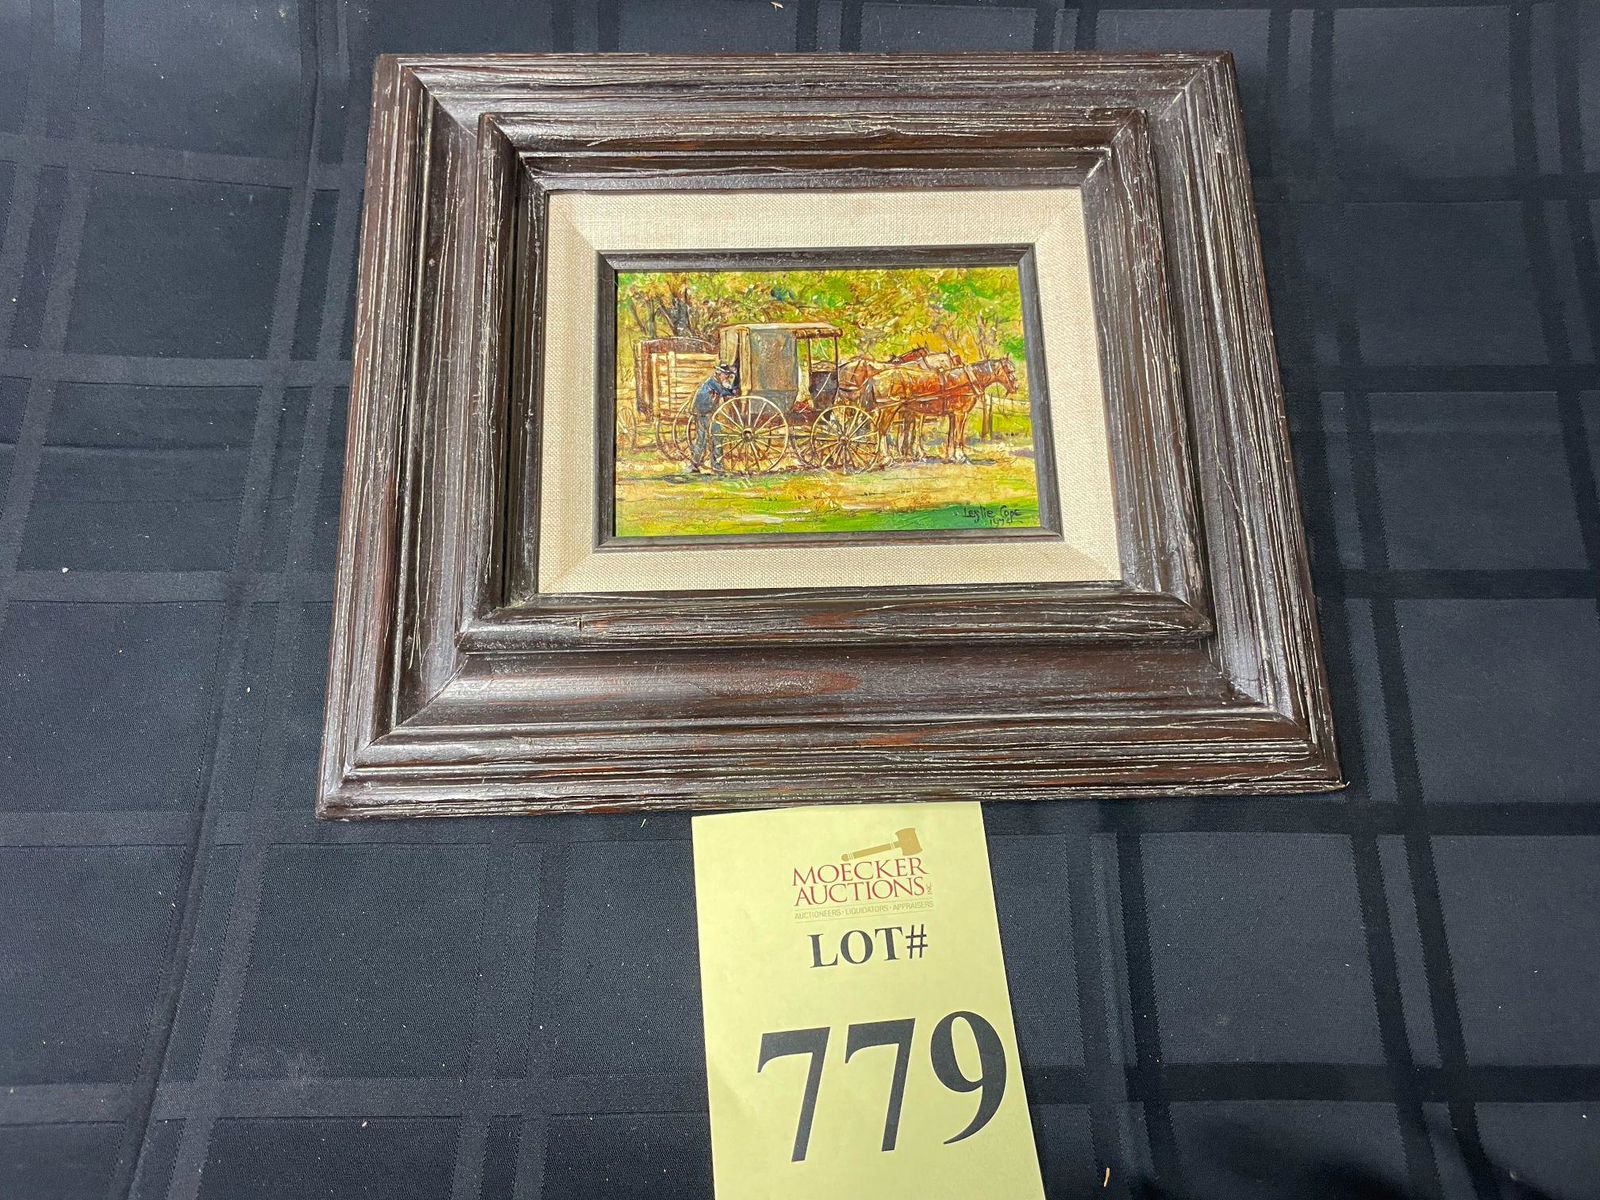 Leslie Cope
MOECKER
AUCTIONS INC.
AUCTIONEERS • LIQUIDATORS • APPRAISERS
LOT#
779